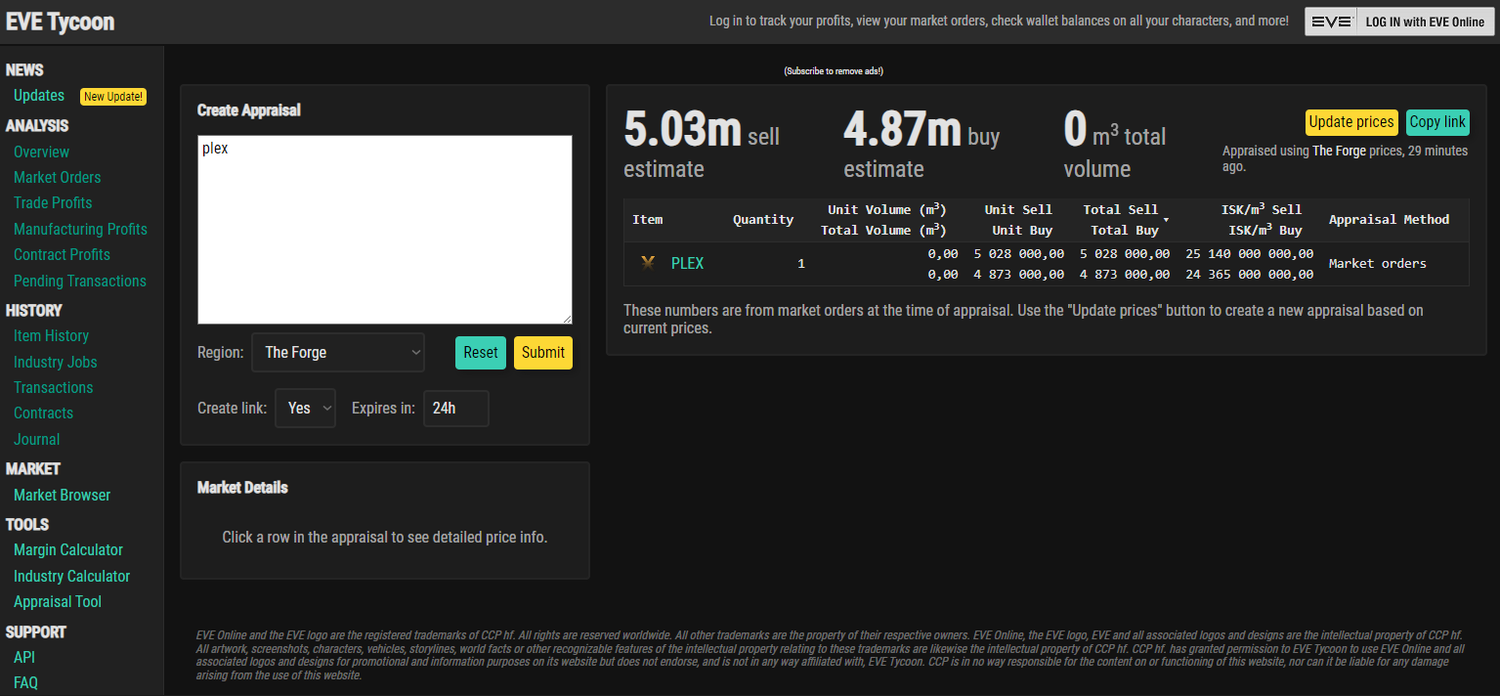 EVE Tycoon
Log in to track your profits, view your market orders, check wallet balances on all your characters, and more!
EVE LOG IN with EVE Online
NEWS
Updates New Update!
ANALYSIS
Overview
Market Orders
Trade Profits
Manufacturing Profits
Contract Profits
Pending Transactions
HISTORY
Item History
Industry Jobs
Transactions
Contracts
Journal
MARKET
Market Browser
TOOLS
Margin Calculator
Industry Calculator
Appraisal Tool
SUPPORT
API
FAQ
(Subscribe to remove ads!)
Create Appraisal
plex
Region: The Forge Reset Submit
Create link: Yes Expires in: 24h
Market Details
Click a row in the appraisal to see detailed price info.
5.03m sell
estimate
4.87m buy
estimate
0 m³ total
volume
Update prices Copy link
Appraised using The Forge prices, 29 minutes
ago.
Item Quantity Unit Volume (m³) Unit Sell Total Sell ISK/m³ Sell Appraisal Method
Total Volume (m³) Unit Buy Total Buy ISK/m³ Buy
PLEX 1 0,00 5 028 000,00 5 028 000,00 25 140 000 000,00 Market orders
0,00 4 873 000,00 4 873 000,00 24 365 000 000,00
These numbers are from market orders at the time of appraisal. Use the "Update prices" button to create a new appraisal based on
current prices.
EVE Online and the EVE logo are the registered trademarks of CCP hf. All rights are reserved worldwide. All other trademarks are the property of their respective owners. EVE Online, the EVE logo, EVE and all associated logos and designs are the intellectual property of CCP hf.
All artwork, screenshots, characters, vehicles, storylines, world facts or other recognizable features of the intellectual property relating to these trademarks are likewise the intellectual property of CCP hf. CCP hf. has granted permission to EVE Tycoon to use EVE Online and all
associated logos and designs for promotional and information purposes on its website but does not endorse, and is not in any way affiliated with, EVE Tycoon. CCP is in no way responsible for the content on or functioning of this website, nor can it be liable for any damage
arising from the use of this website.